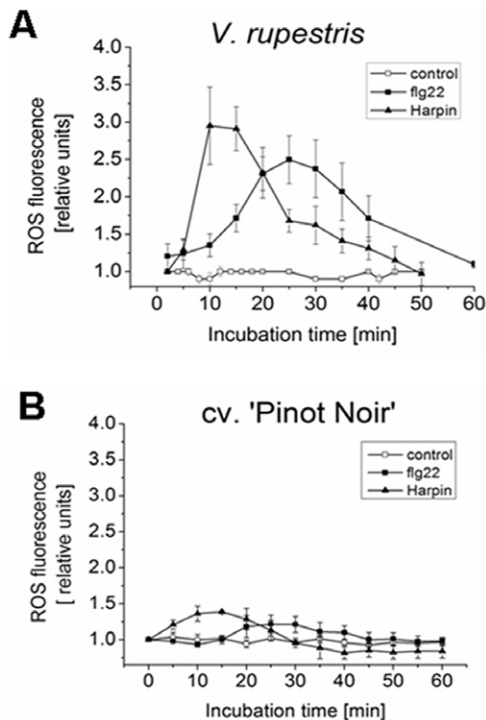 A
V. rupestris
ROS fluorescence
[relative units]
4.0
3.5
3.0
2.5
2.0
1.5
1.0
control
flg22
Harpin
0 10 20 30 40 50 60
Incubation time [min]
B
cv. 'Pinot Noir'
ROS fluorescence
[ relative units]
4.0
3.5
3.0
2.5
2.0
1.5
1.0
control
flg22
Harpin
0 10 20 30 40 50 60
Incubation time [min]